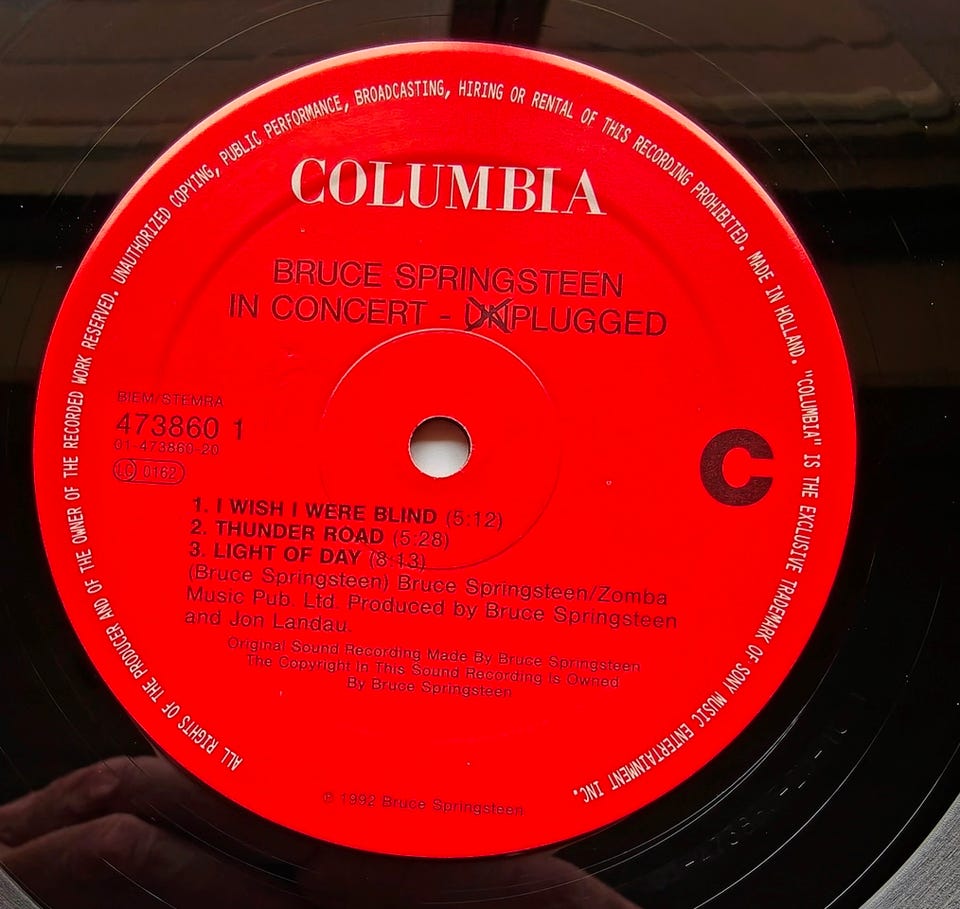 ALL RIGHTS OF THE PRODUCER AND OF THE OWNER OF THE RECORDED WORK RESERVED. UNAUTHORIZED COPYING, PUBLIC PERFORMANCE, BROADCASTING, HIRING OR RENTAL OF THIS RECORDING PROHIBITED. MADE IN HOLLAND. "COLUMBIA" IS THE EXCLUSIVE TRADEMARK OF SONY MUSIC ENTERTAINMENT INC.
COLUMBIA
BRUCE SPRINGSTEEN
IN CONCERT - UNPLUGGED
BIEM/STEMRA
473860 1
01-473860-20
LC 0162
C
1. I WISH I WERE BLIND (5:12)
2. THUNDER ROAD (5:28)
3. LIGHT OF DAY (8:13)
(Bruce Springsteen) Bruce Springsteen/Zomba
Music Pub. Ltd. Produced by Bruce Springsteen
and Jon Landau.
Original Sound Recording Made By Bruce Springsteen
The Copyright In This Sound Recording Is Owned
By Bruce Springsteen
℗ 1992 Bruce Springsteen